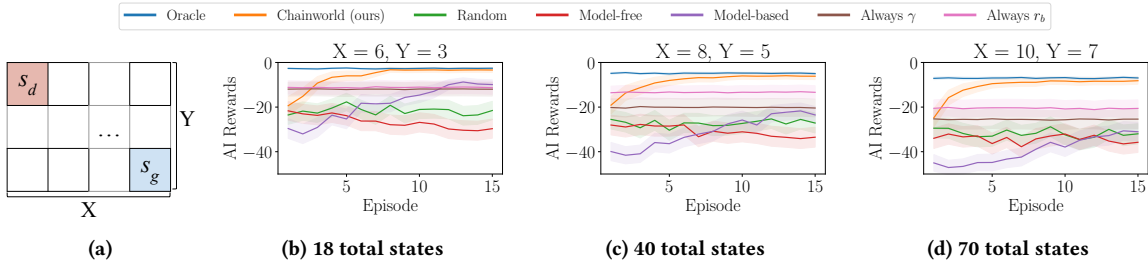 Oracle Chainworld (ours) Random Model-free Model-based Always γ Always r_b
X = 6, Y = 3 X = 8, Y = 5 X = 10, Y = 7
s_d
...
s_g
Y
X
AI Rewards
0
−20
−40
5 10 15
Episode
AI Rewards
0
−20
−40
5 10 15
Episode
AI Rewards
0
−20
−40
5 10 15
Episode
(a) (b) 18 total states (c) 40 total states (d) 70 total states